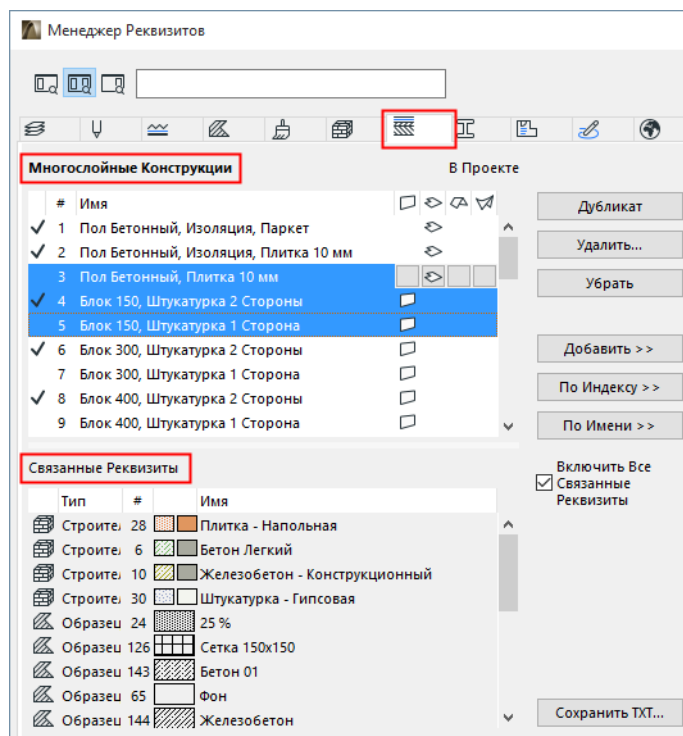 Менеджер Реквизитов
Многослойные Конструкции В Проекте
# Имя
1 Пол Бетонный, Изоляция, Паркет
2 Пол Бетонный, Изоляция, Плитка 10 мм
3 Пол Бетонный, Плитка 10 мм
4 Блок 150, Штукатурка 2 Стороны
5 Блок 150, Штукатурка 1 Сторона
6 Блок 300, Штукатурка 2 Стороны
7 Блок 300, Штукатурка 1 Сторона
8 Блок 400, Штукатурка 2 Стороны
9 Блок 400, Штукатурка 1 Сторона
Дубликат
Удалить...
Убрать
Добавить >>
По Индексу >>
По Имени >>
Включить Все
Связанные
Реквизиты
Связанные Реквизиты
Тип # Имя
Строите 28 Плитка - Напольная
Строите 6 Бетон Легкий
Строите 10 Железобетон - Конструкционный
Строите 30 Штукатурка - Гипсовая
Образец 24 25 %
Образец 126 Сетка 150x150
Образец 143 Бетон 01
Образец 65 Фон
Образец 144 Железобетон
Сохранить ТХТ...